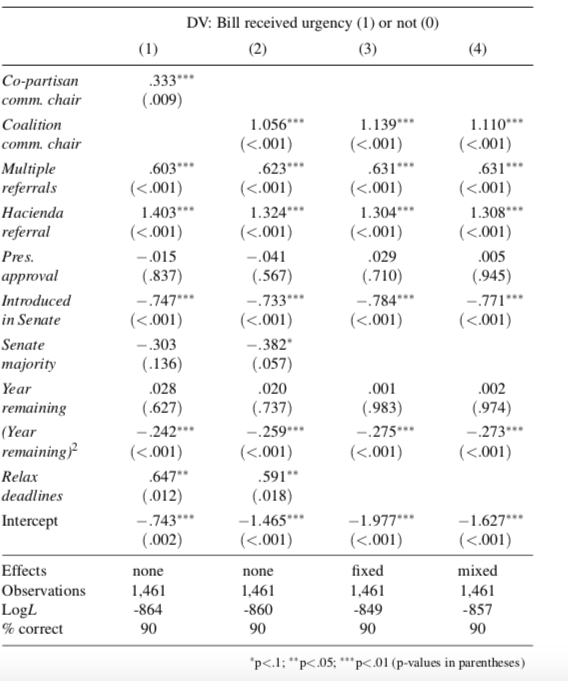 DV: Bill received urgency (1) or not (0)
(1) (2) (3) (4)
Co-partisan .333***
comm. chair (.009)
Coalition 1.056*** 1.139*** 1.110***
comm. chair (<.001) (<.001) (<.001)
Multiple .603*** .623*** .631*** .631***
referrals (<.001) (<.001) (<.001) (<.001)
Hacienda 1.403*** 1.324*** 1.304*** 1.308***
referral (<.001) (<.001) (<.001) (<.001)
Pres. −.015 −.041 .029 .005
approval (.837) (.567) (.710) (.945)
Introduced −.747*** −.733*** −.784*** −.771***
in Senate (<.001) (<.001) (<.001) (<.001)
Senate −.303 −.382*
majority (.136) (.057)
Year .028 .020 .001 .002
remaining (.627) (.737) (.983) (.974)
(Year −.242*** −.259*** −.275*** −.273***
remaining)² (<.001) (<.001) (<.001) (<.001)
Relax .647** .591**
deadlines (.012) (.018)
Intercept −.743*** −1.465*** −1.977*** −1.627***
(.002) (<.001) (<.001) (<.001)
Effects none none fixed mixed
Observations 1,461 1,461 1,461 1,461
LogL -864 -860 -849 -857
% correct 90 90 90 90
*p<.1; **p<.05; ***p<.01 (p-values in parentheses)